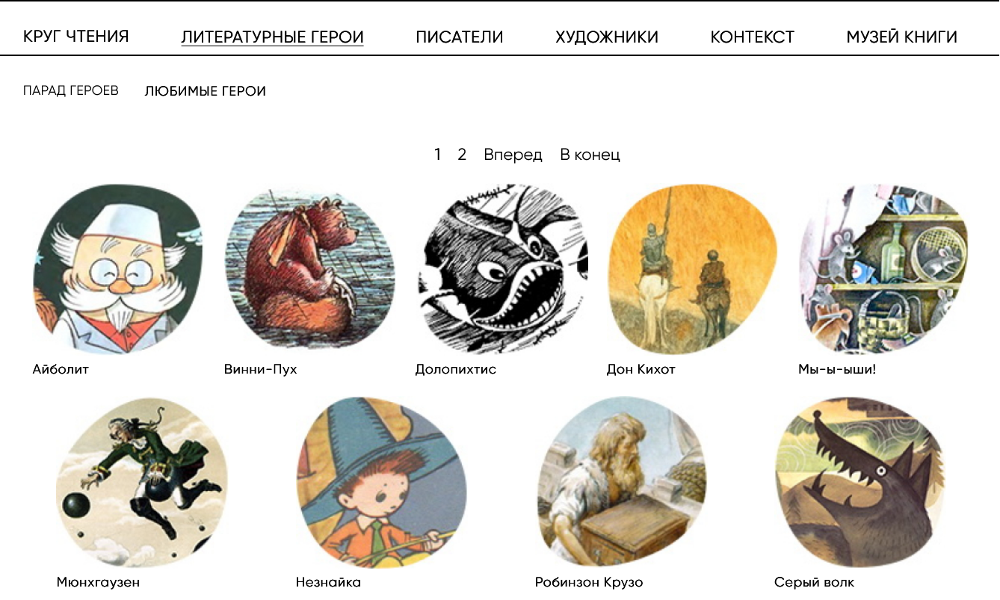 КРУГ ЧТЕНИЯ ЛИТЕРАТУРНЫЕ ГЕРОИ ПИСАТЕЛИ ХУДОЖНИКИ КОНТЕКСТ МУЗЕЙ КНИГИ
ПАРАД ГЕРОЕВ ЛЮБИМЫЕ ГЕРОИ
1 2 Вперед В конец
Айболит Винни-Пух Долопихтис Дон Кихот Мы-ы-ыши!
Мюнхгаузен Незнайка Робинзон Крузо Серый волк